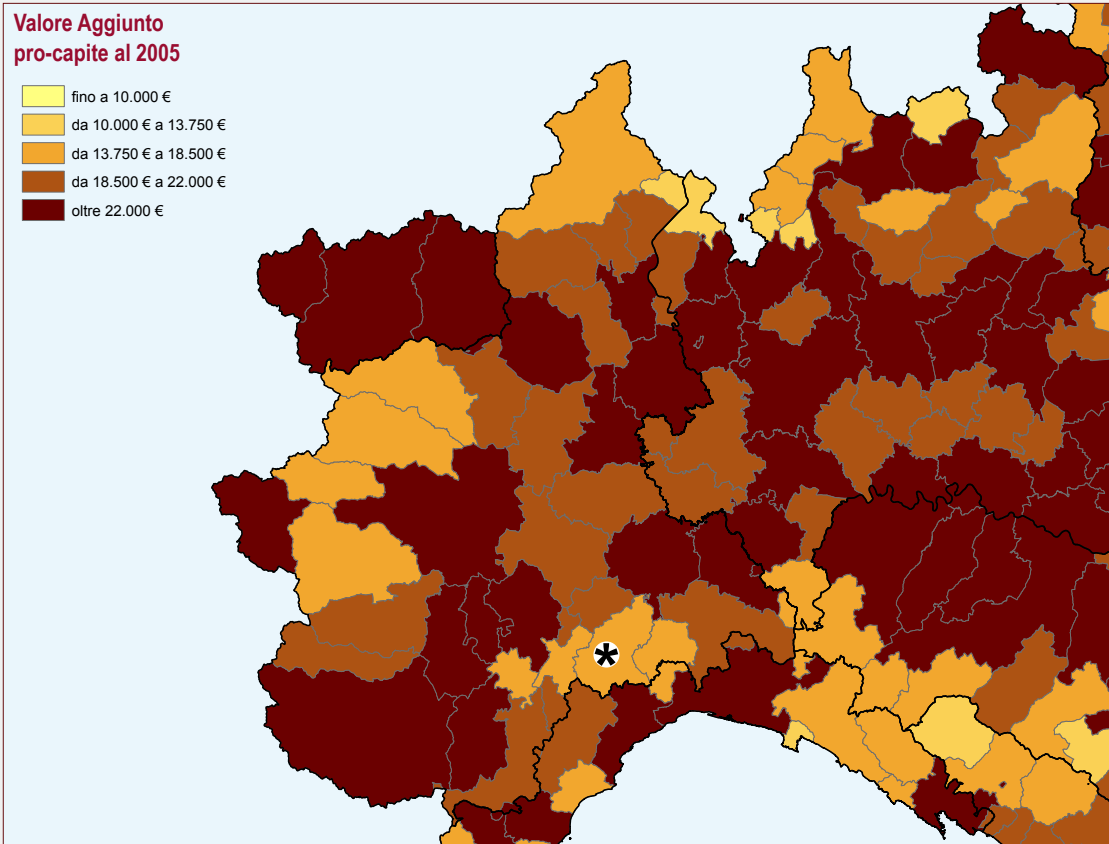 Valore Aggiunto
pro-capite al 2005
fino a 10.000 €
da 10.000 € a 13.750 €
da 13.750 € a 18.500 €
da 18.500 € a 22.000 €
oltre 22.000 €
*